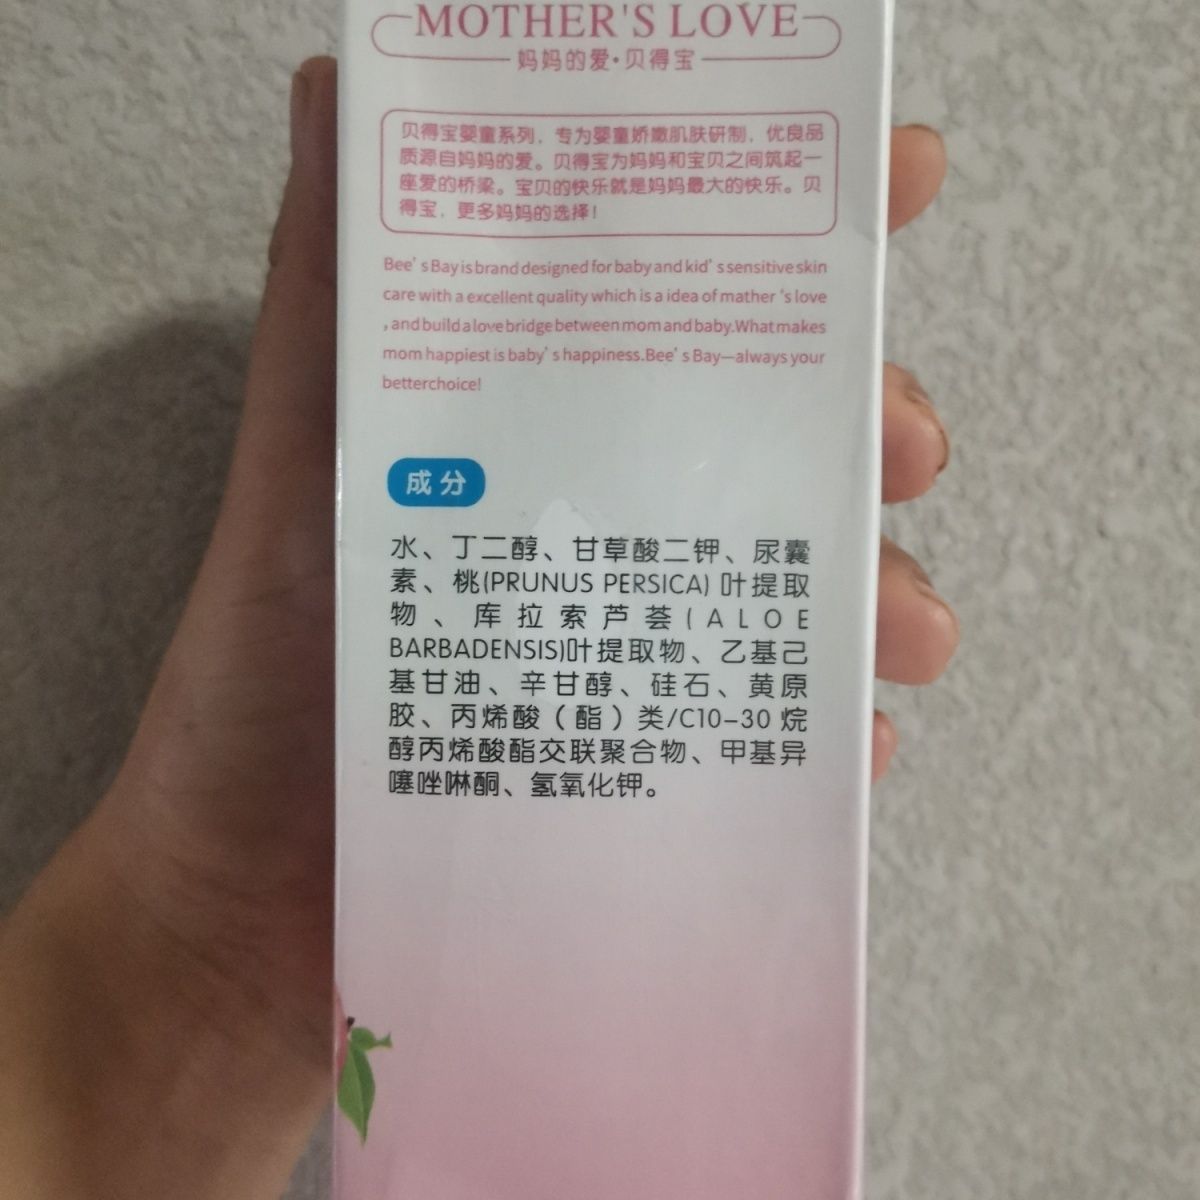 MOTHER'S LOVE
妈妈的爱·贝得宝
贝得宝婴童系列，专为婴童娇嫩肌肤研制，优良品
质源自妈妈的爱。贝得宝为妈妈和宝贝之间筑起一
座爱的桥梁。宝贝的快乐就是妈妈最大的快乐。贝
得宝，更多妈妈的选择！
Bee's Bay is brand designed for baby and kid's sensitive skin
care with a excellent quality which is a idea of mather 's love
,and build a love bridge between mom and baby.What makes
mom happiest is baby's happiness.Bee's Bay—always your
betterchoice!
成分
水、丁二醇、甘草酸二钾、尿囊
素、桃(PRUNUS PERSICA) 叶提取
物、库拉索芦荟(ALOE
BARBADENSIS)叶提取物、乙基己
基甘油、辛甘醇、硅石、黄原
胶、丙烯酸（酯）类/C10-30 烷
醇丙烯酸酯交联聚合物、甲基异
噻唑啉酮、氢氧化钾。